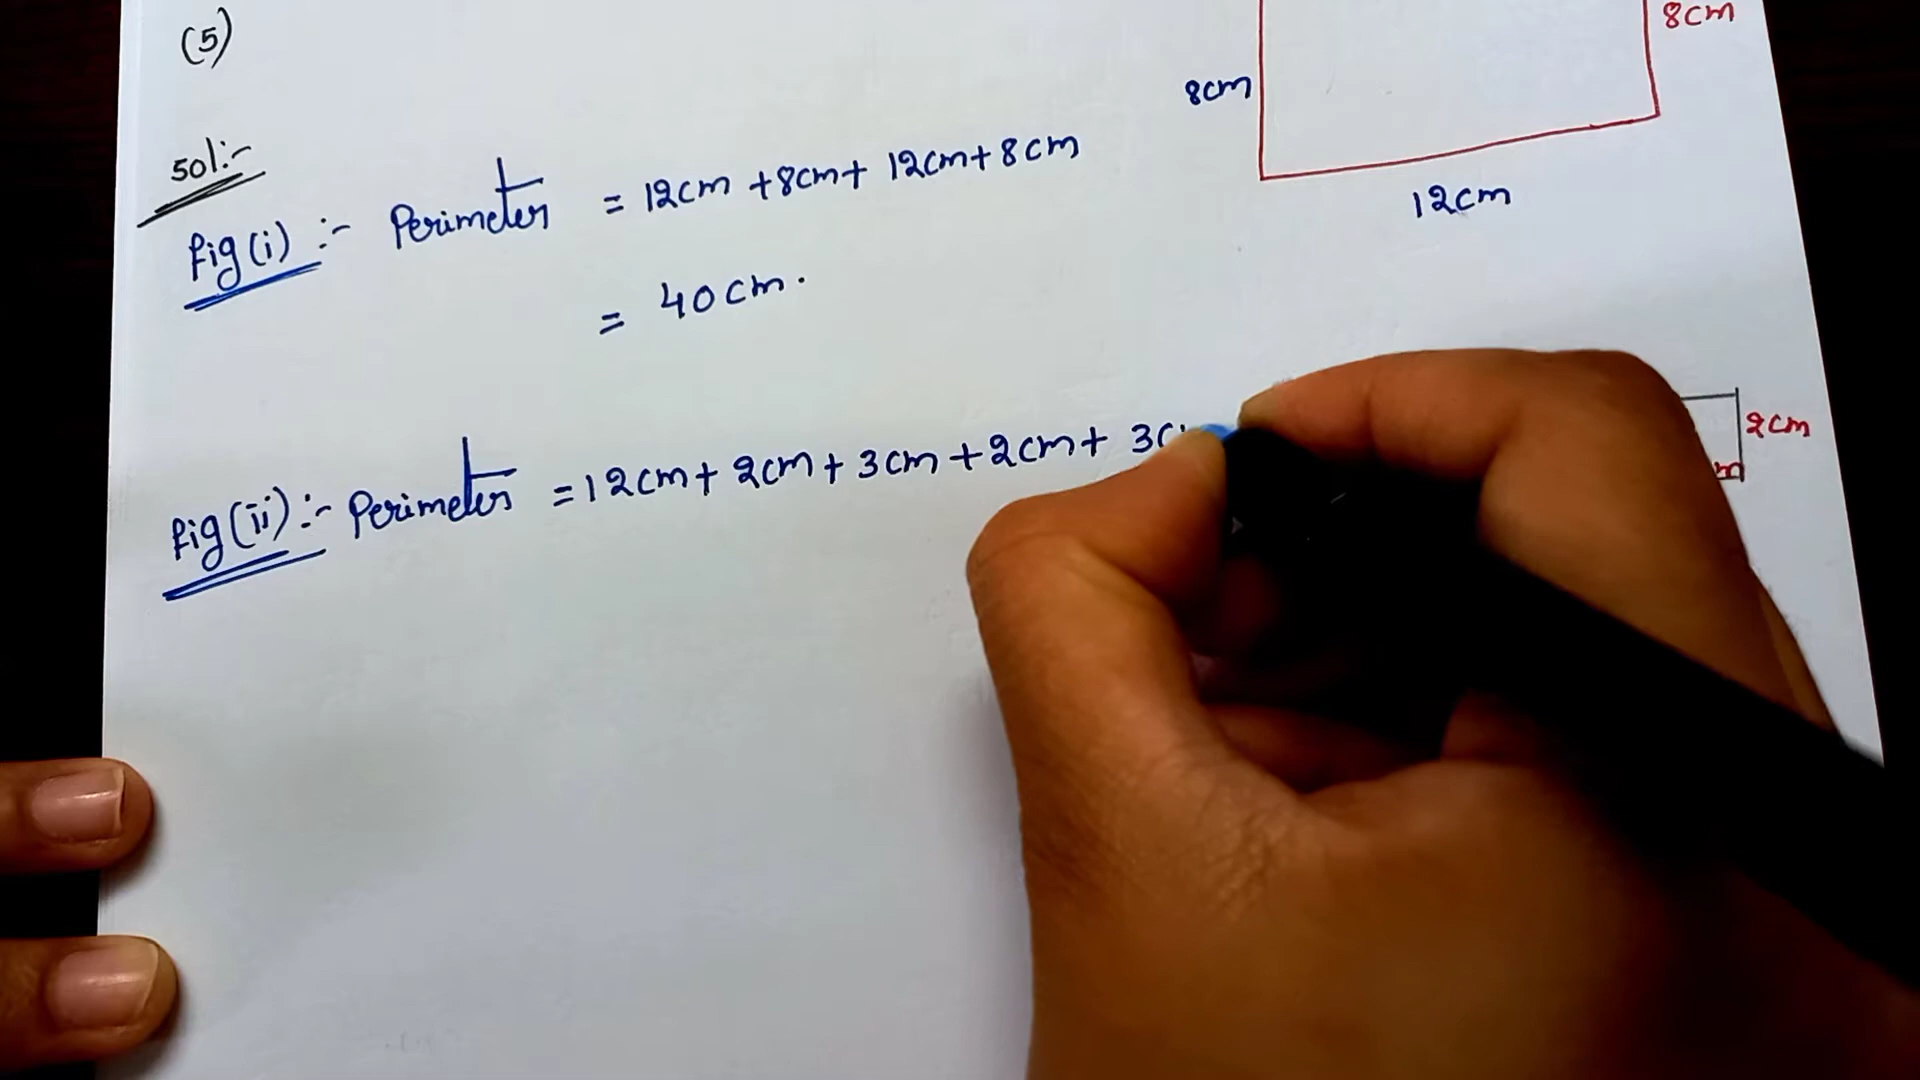 (5)
8cm
8cm
Sol:-
fig(i) :- Perimeter = 12cm +8cm+ 12cm+8cm
12cm
= 40cm.
2cm
fig(ii):- Perimeter =12cm+ 2cm+3cm+2cm+